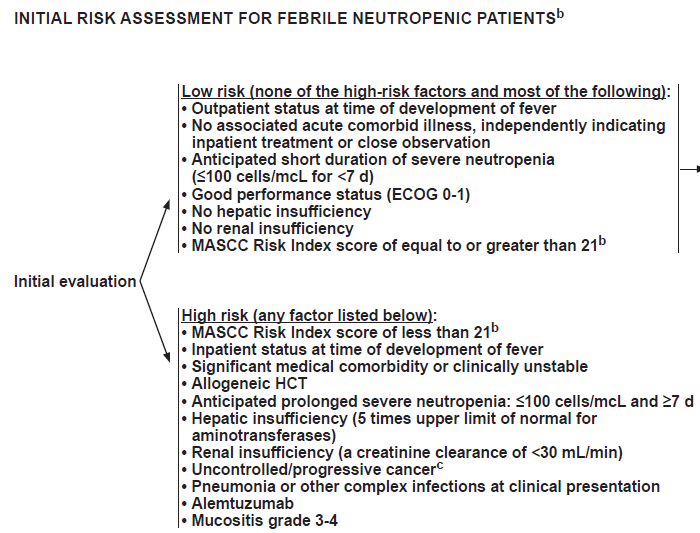 INITIAL RISK ASSESSMENT FOR FEBRILE NEUTROPENIC PATIENTSb
Low risk (none of the high-risk factors and most of the following):
• Outpatient status at time of development of fever
• No associated acute comorbid illness, independently indicating
inpatient treatment or close observation
• Anticipated short duration of severe neutropenia
(≤100 cells/mcL for <7 d)
• Good performance status (ECOG 0-1)
• No hepatic insufficiency
• No renal insufficiency
• MASCC Risk Index score of equal to or greater than 21b
Initial evaluation
High risk (any factor listed below):
• MASCC Risk Index score of less than 21b
• Inpatient status at time of development of fever
• Significant medical comorbidity or clinically unstable
• Allogeneic HCT
• Anticipated prolonged severe neutropenia: ≤100 cells/mcL and ≥7 d
• Hepatic insufficiency (5 times upper limit of normal for
aminotransferases)
• Renal insufficiency (a creatinine clearance of <30 mL/min)
• Uncontrolled/progressive cancerc
• Pneumonia or other complex infections at clinical presentation
• Alemtuzumab
• Mucositis grade 3-4